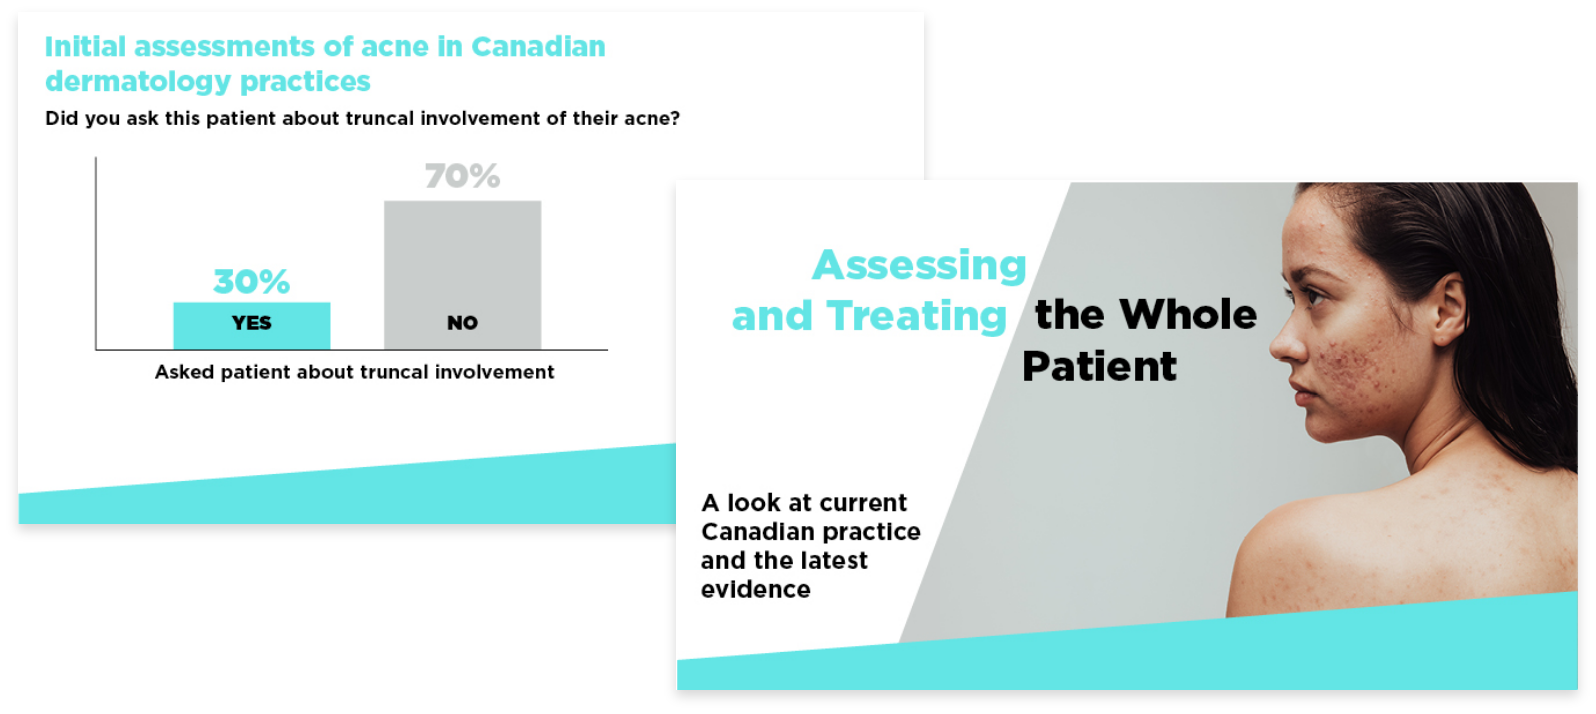 Initial assessments of acne in Canadian
dermatology practices
Did you ask this patient about truncal involvement of their acne?
70%
30%
YES
NO
Asked patient about truncal involvement
Assessing
and Treating the Whole
Patient
A look at current
Canadian practice
and the latest
evidence